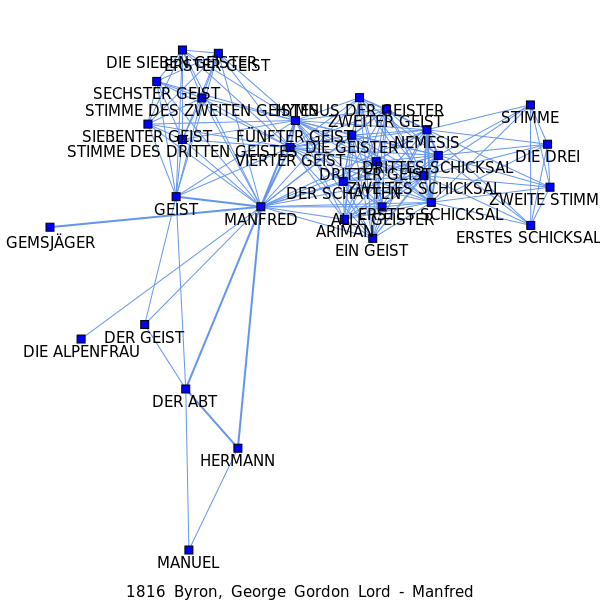 DIE SIEBEN GEISTER
ERSTER GEIST
SECHSTER GEIST
STIMME DES ZWEITEN GEISTES
HYMNUS DER GEISTER
ZWEITER GEIST
STIMME
SIEBENTER GEIST
FÜNFTER GEIST
NEMESIS
STIMME DES DRITTEN GEISTES
DIE GEISTER
VIERTER GEIST
DIE DREI
DRITTES SCHICKSAL
DRITTER GEIST
DER SCHATTEN
ZWEITES SCHICKSAL
ZWEITE STIMM
GEIST
MANFRED
ALLE GEISTER
ERSTES SCHICKSAL
ARIMAN
ERSTES SCHICKSAL
GEMSJÄGER
EIN GEIST
DER GEIST
DIE ALPENFRAU
DER ABT
HERMANN
MANUEL
1816 Byron, George Gordon Lord - Manfred